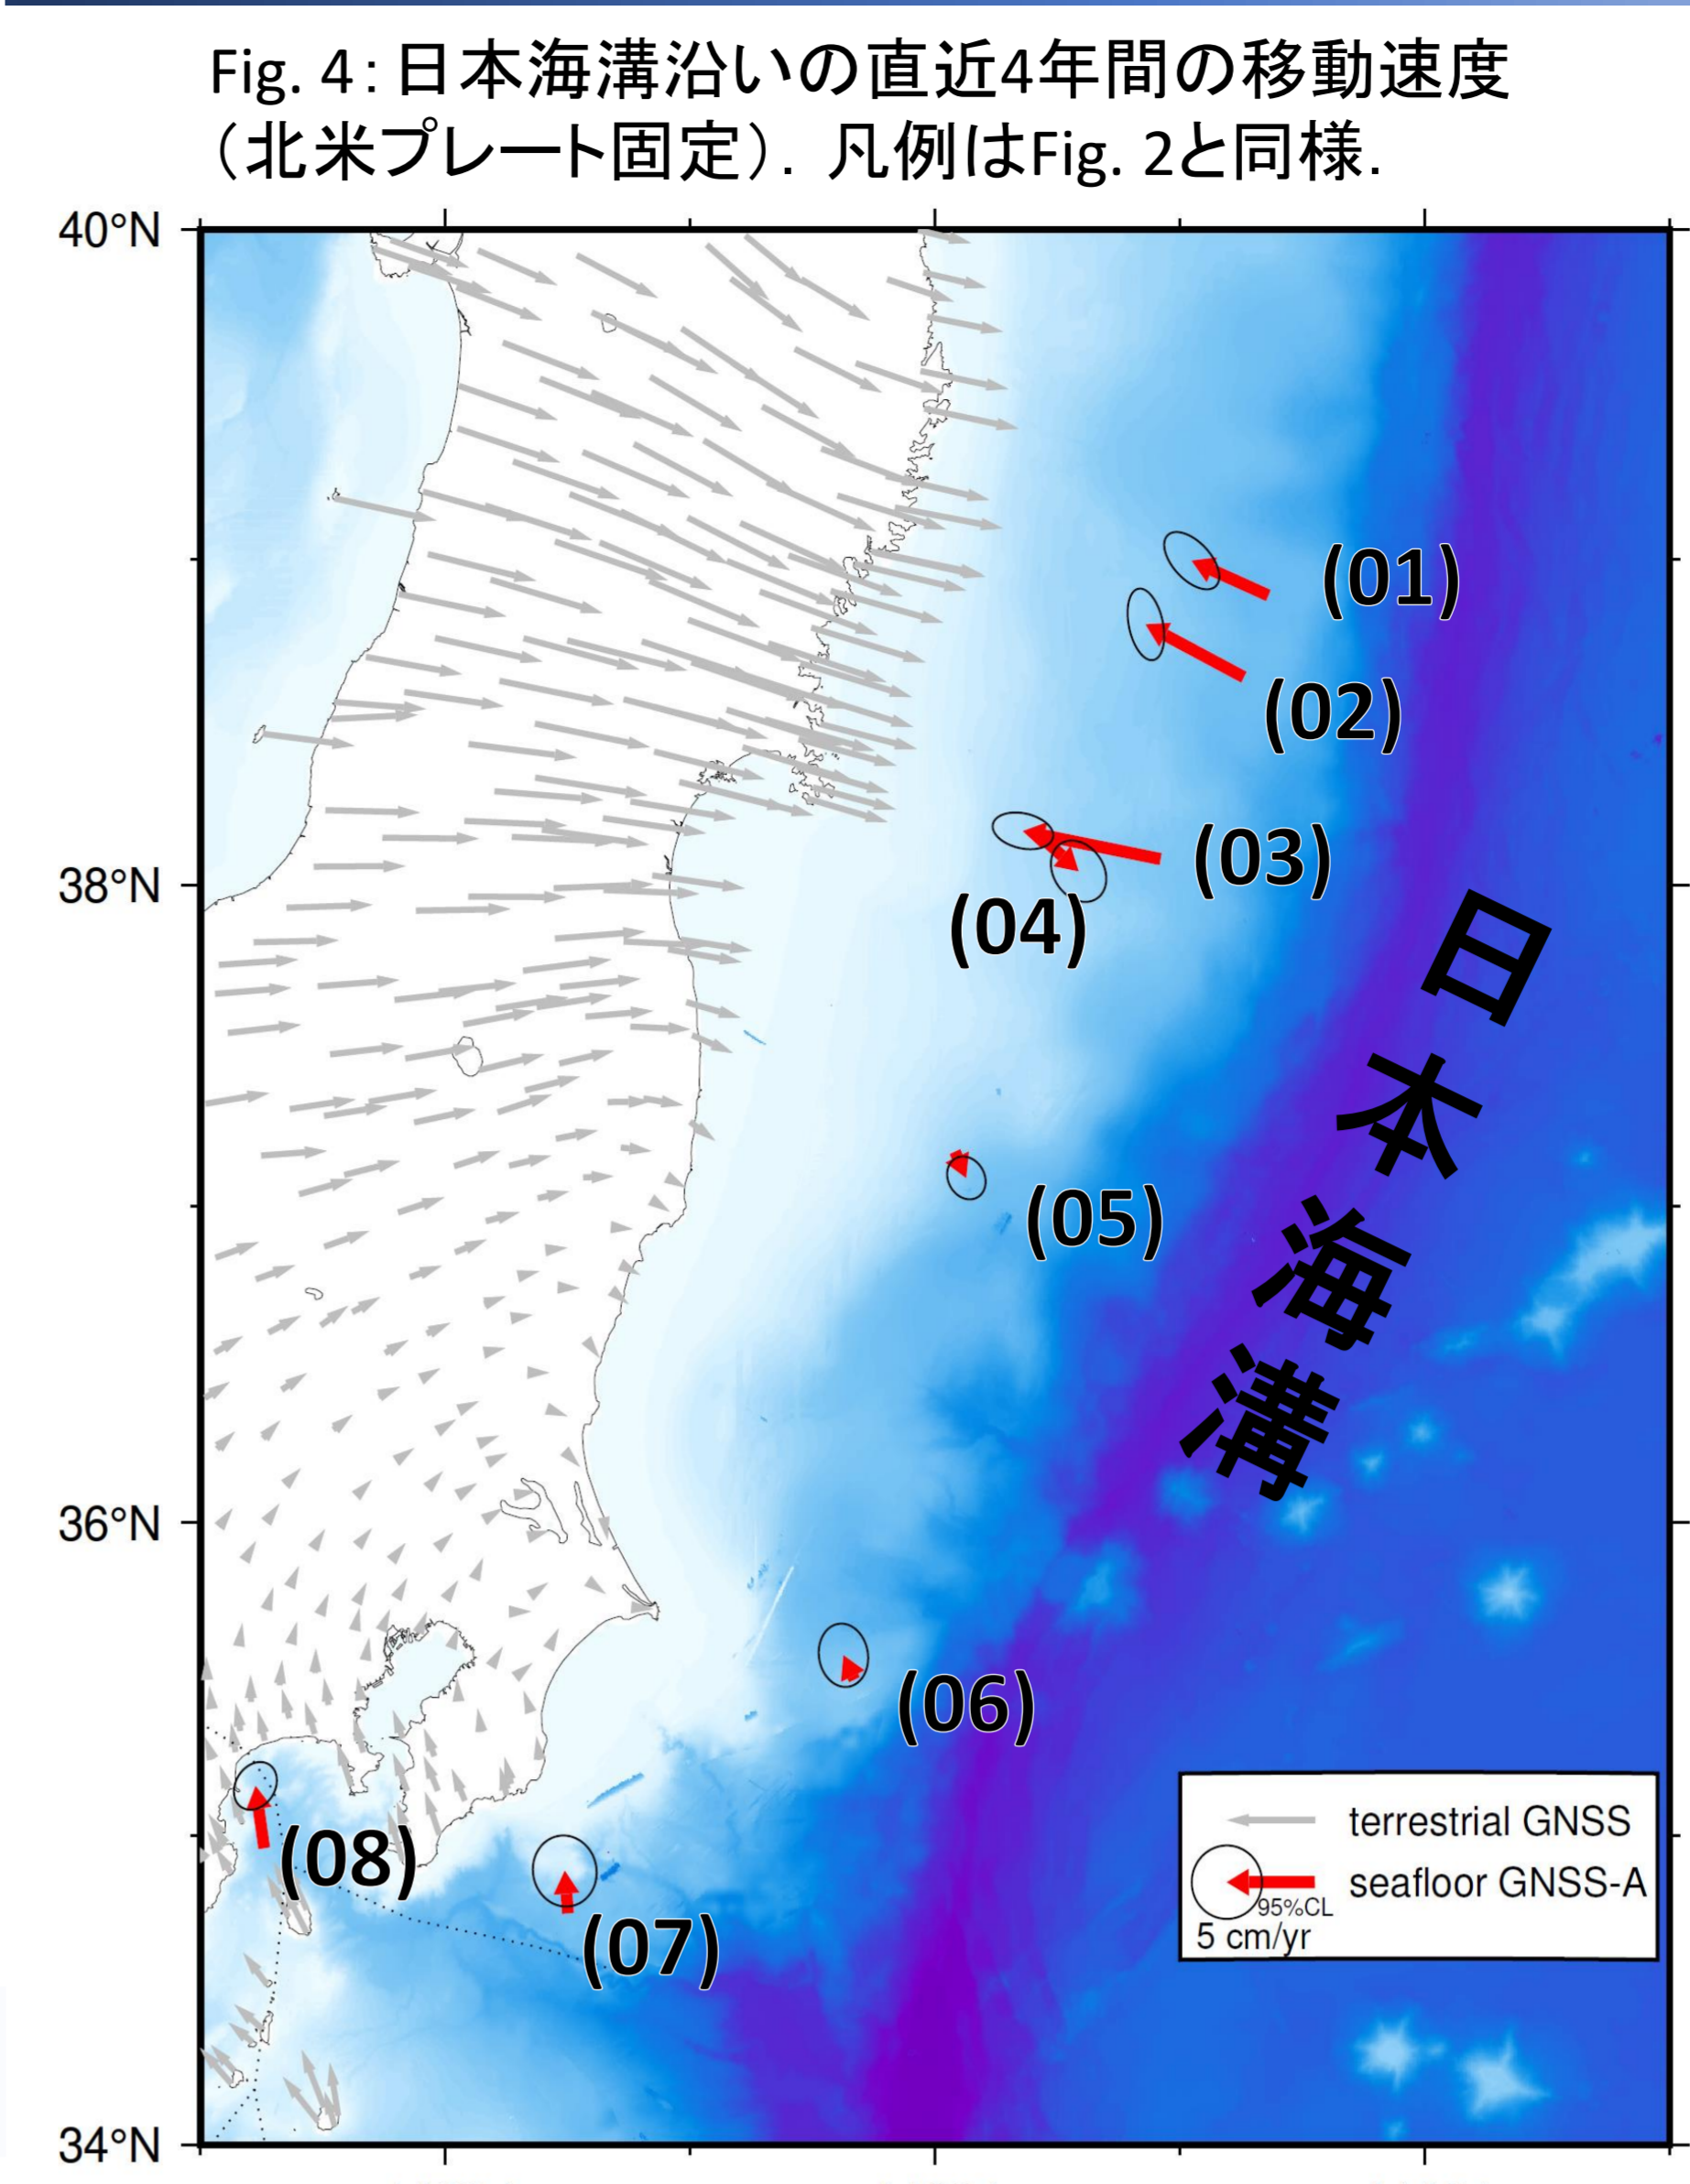 Fig. 4：日本海溝沿いの直近4年間の移動速度
（北米プレート固定）．凡例はFig. 2と同様．
40°N
(01)
(02)
38°N
(03)
(04)
日本海溝
(05)
36°N
(06)
(08)
(07)
terrestrial GNSS
seafloor GNSS-A
95%CL
5 cm/yr
34°N